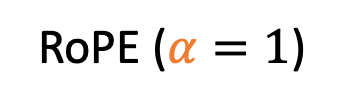 RoPE (α = 1)